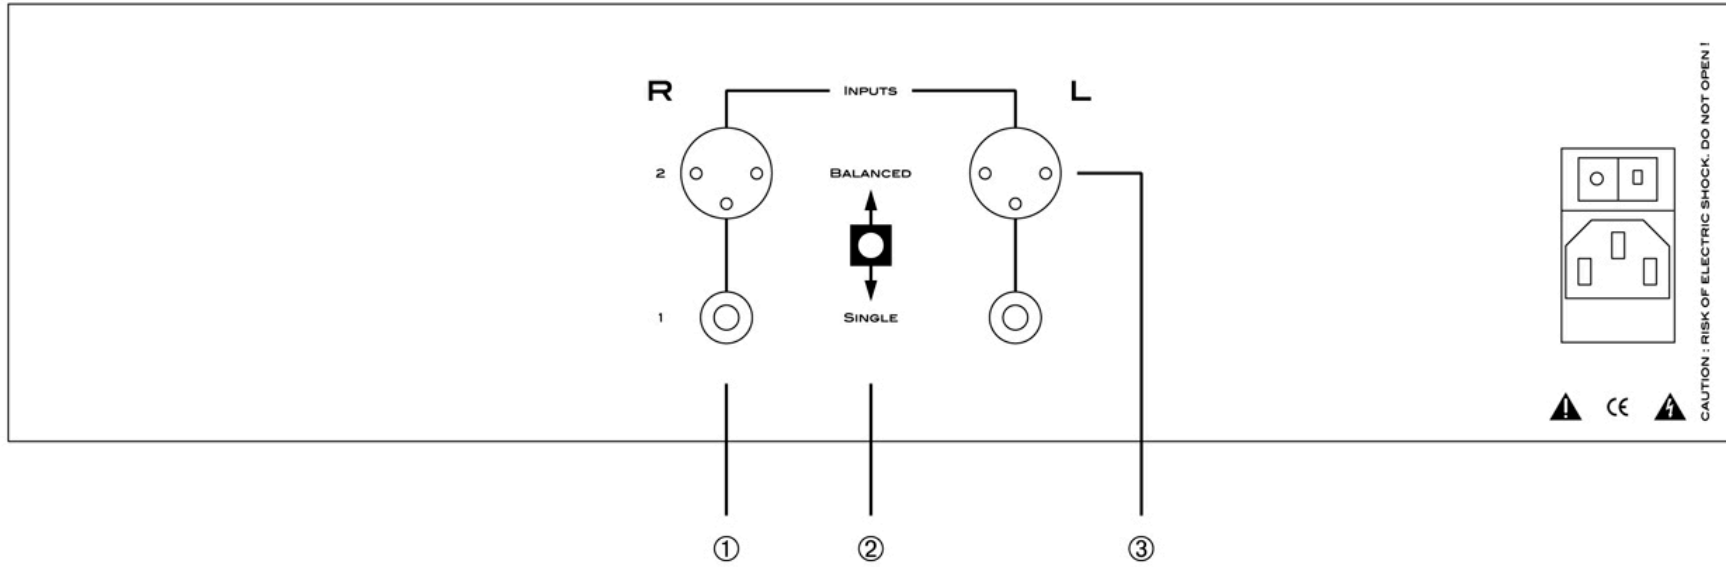 R INPUTS L
2 BALANCED
1 SINGLE
CAUTION : RISK OF ELECTRIC SHOCK. DO NOT OPEN !
CE
① ② ③